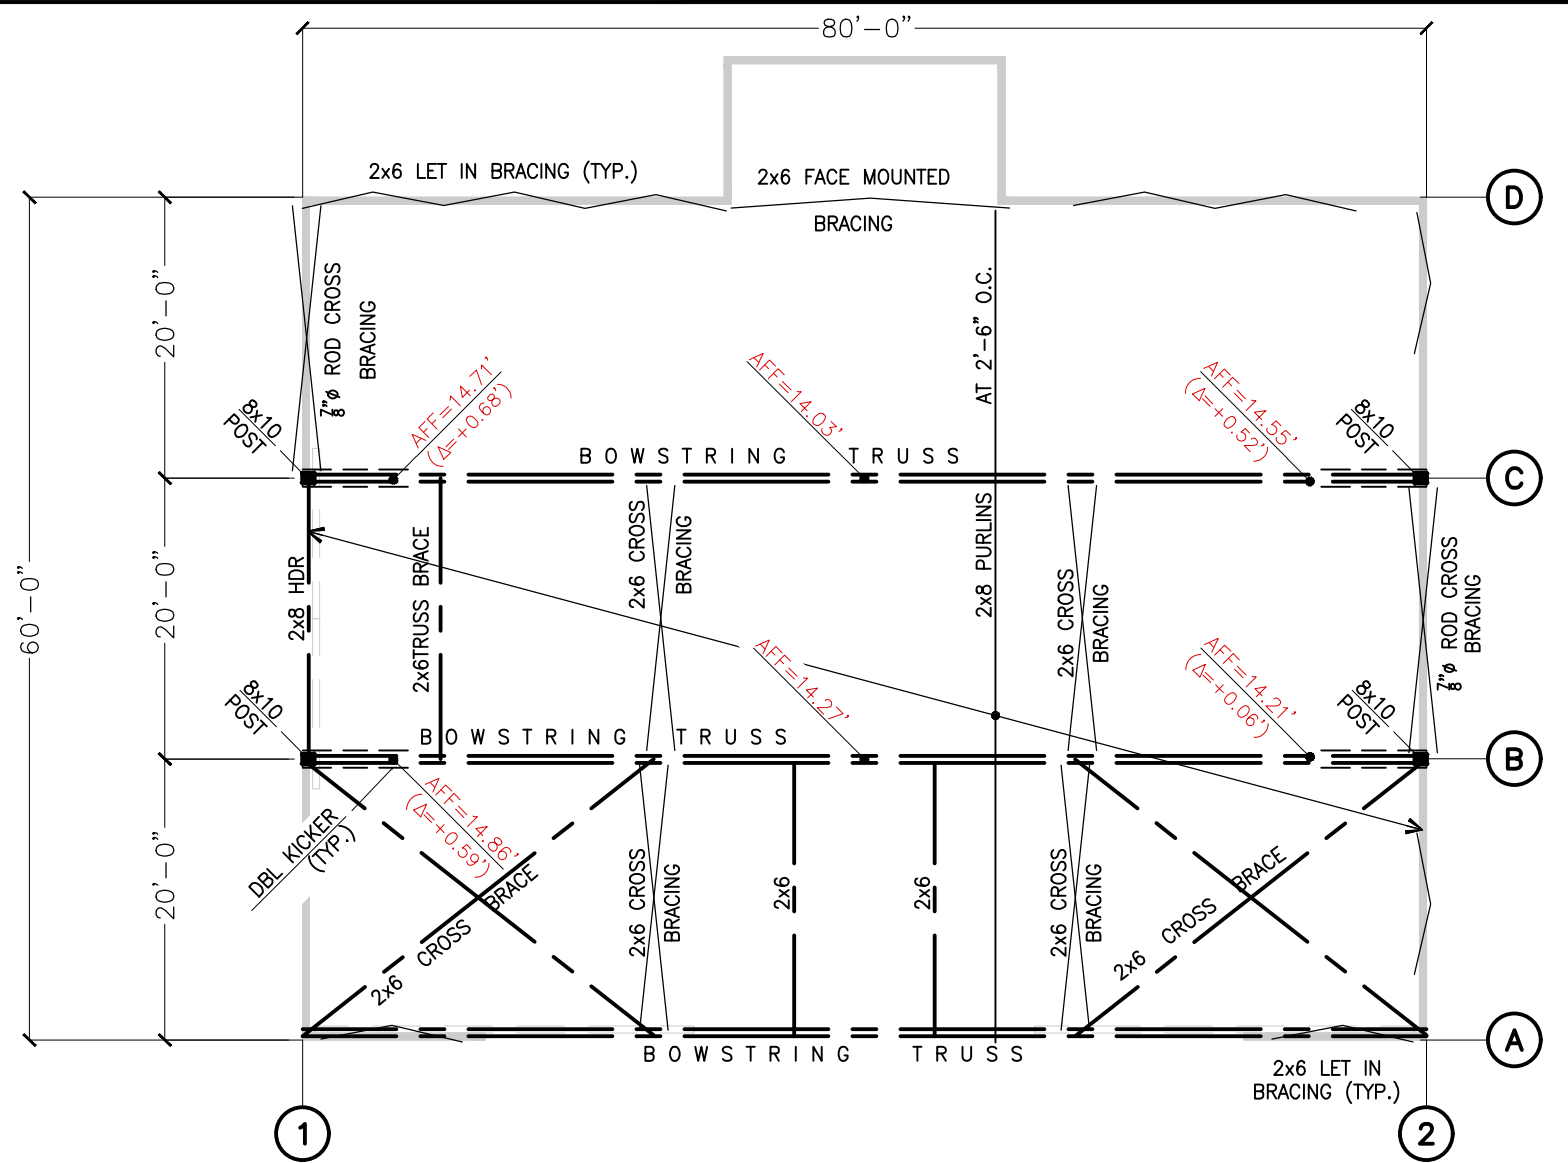 80'-0"
2x6 LET IN BRACING (TYP.)
2x6 FACE MOUNTED
BRACING
D
20'-0"
7/8"ø ROD CROSS
BRACING
AT 2'-6" O.C.
8x10
POST
AFF=14.71'
(Δ=+0.68')
AFF=14.03'
AFF=14.55'
(Δ=+0.52')
8x10
POST
BOWSTRING TRUSS
C
60'-0"
20'-0"
2x8 HDR
2x6TRUSS BRACE
2x6 CROSS
BRACING
2x8 PURLINS
2x6 CROSS
BRACING
7/8"ø ROD CROSS
BRACING
8x10
POST
AFF=14.27'
AFF=14.21'
(Δ=+0.06')
8x10
POST
BOWSTRING TRUSS
B
20'-0"
DBL KICKER
(TYP.)
AFF=14.86'
(Δ=+0.59')
2x6 CROSS BRACE
2x6 CROSS
BRACING
2x6
2x6
2x6 CROSS
BRACING
2x6 CROSS BRACE
A
BOWSTRING TRUSS
2x6 LET IN
BRACING (TYP.)
1
2